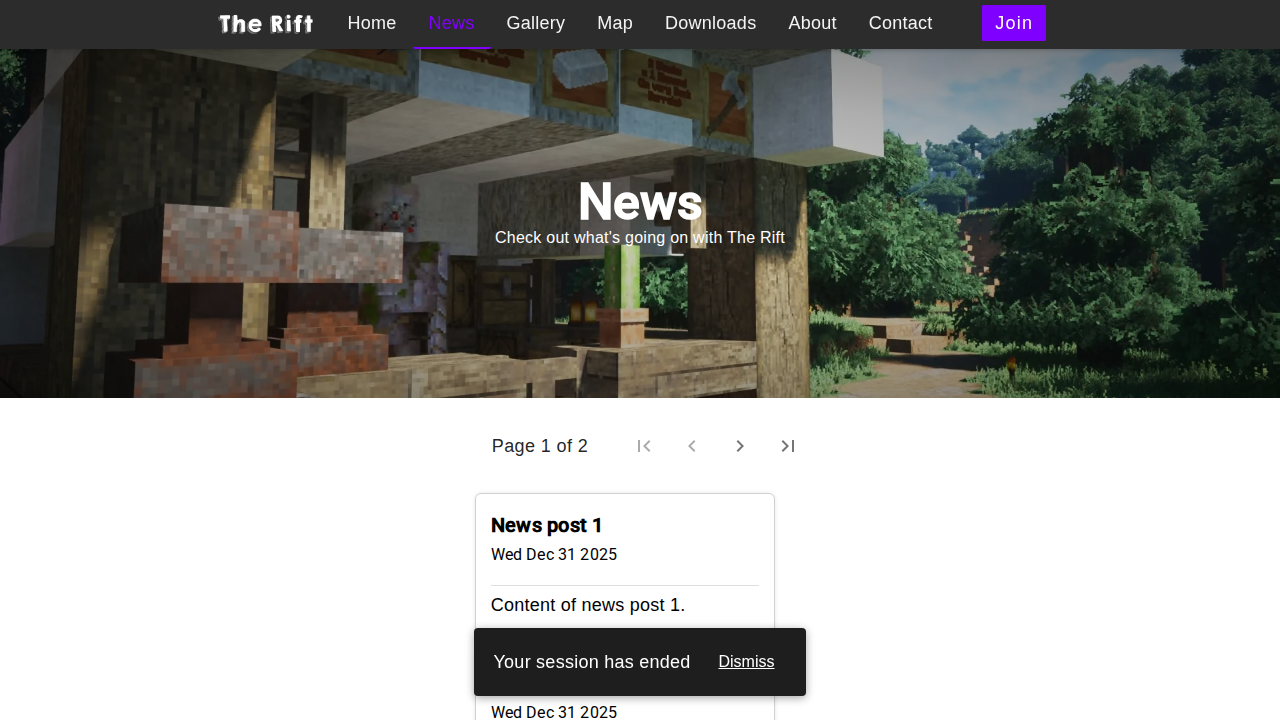 The Rift Home News Gallery Map Downloads About Contact Join
News
Check out what's going on with The Rift
Page 1 of 2
News post 1
Wed Dec 31 2025
Content of news post 1.
Your session has ended Dismiss
Wed Dec 31 2025